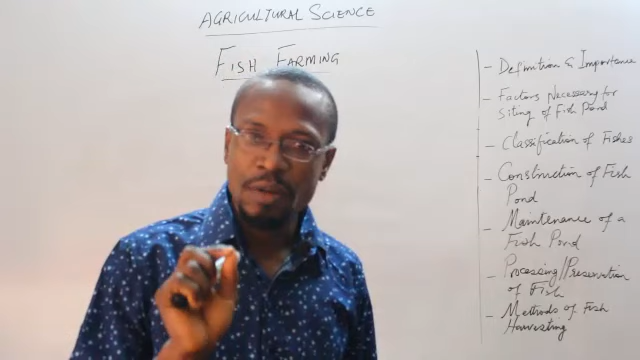 AGRICULTURAL SCIENCE
FISH FARMING
- Definition & Importance
- Factors Necessary for
Siting of Fish Pond
- Classification of Fishes
- Construction of Fish
Pond
- Maintenance of a
Fish Pond
- Processing/Preservation
of Fish
- Methods of Fish
Harvesting